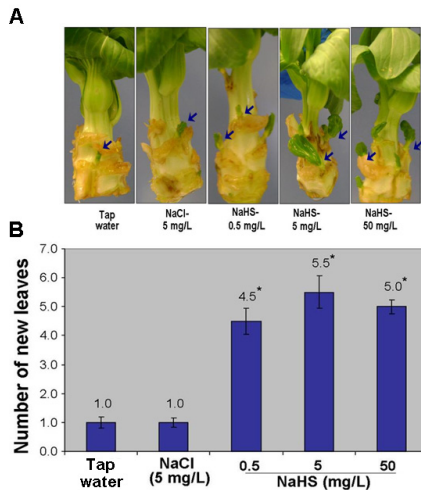 A
Tap water
NaCl- 5 mg/L
NaHS- 0.5 mg/L
NaHS- 5 mg/L
NaHS- 50 mg/L
B
Number of new leaves
7.0
6.0
5.0
4.0
3.0
2.0
1.0
0.0
1.0
1.0
4.5*
5.5*
5.0*
Tap water
NaCl (5 mg/L)
0.5
5
50
NaHS (mg/L)